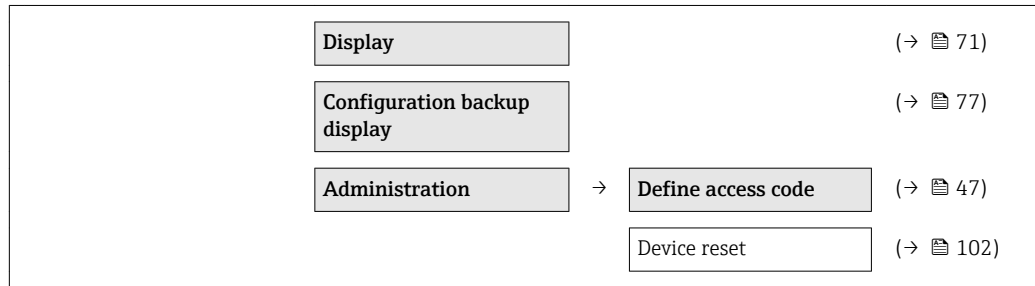 Display (→ 71)
Configuration backup (→ 77)
display
Administration → Define access code (→ 47)
Device reset (→ 102)